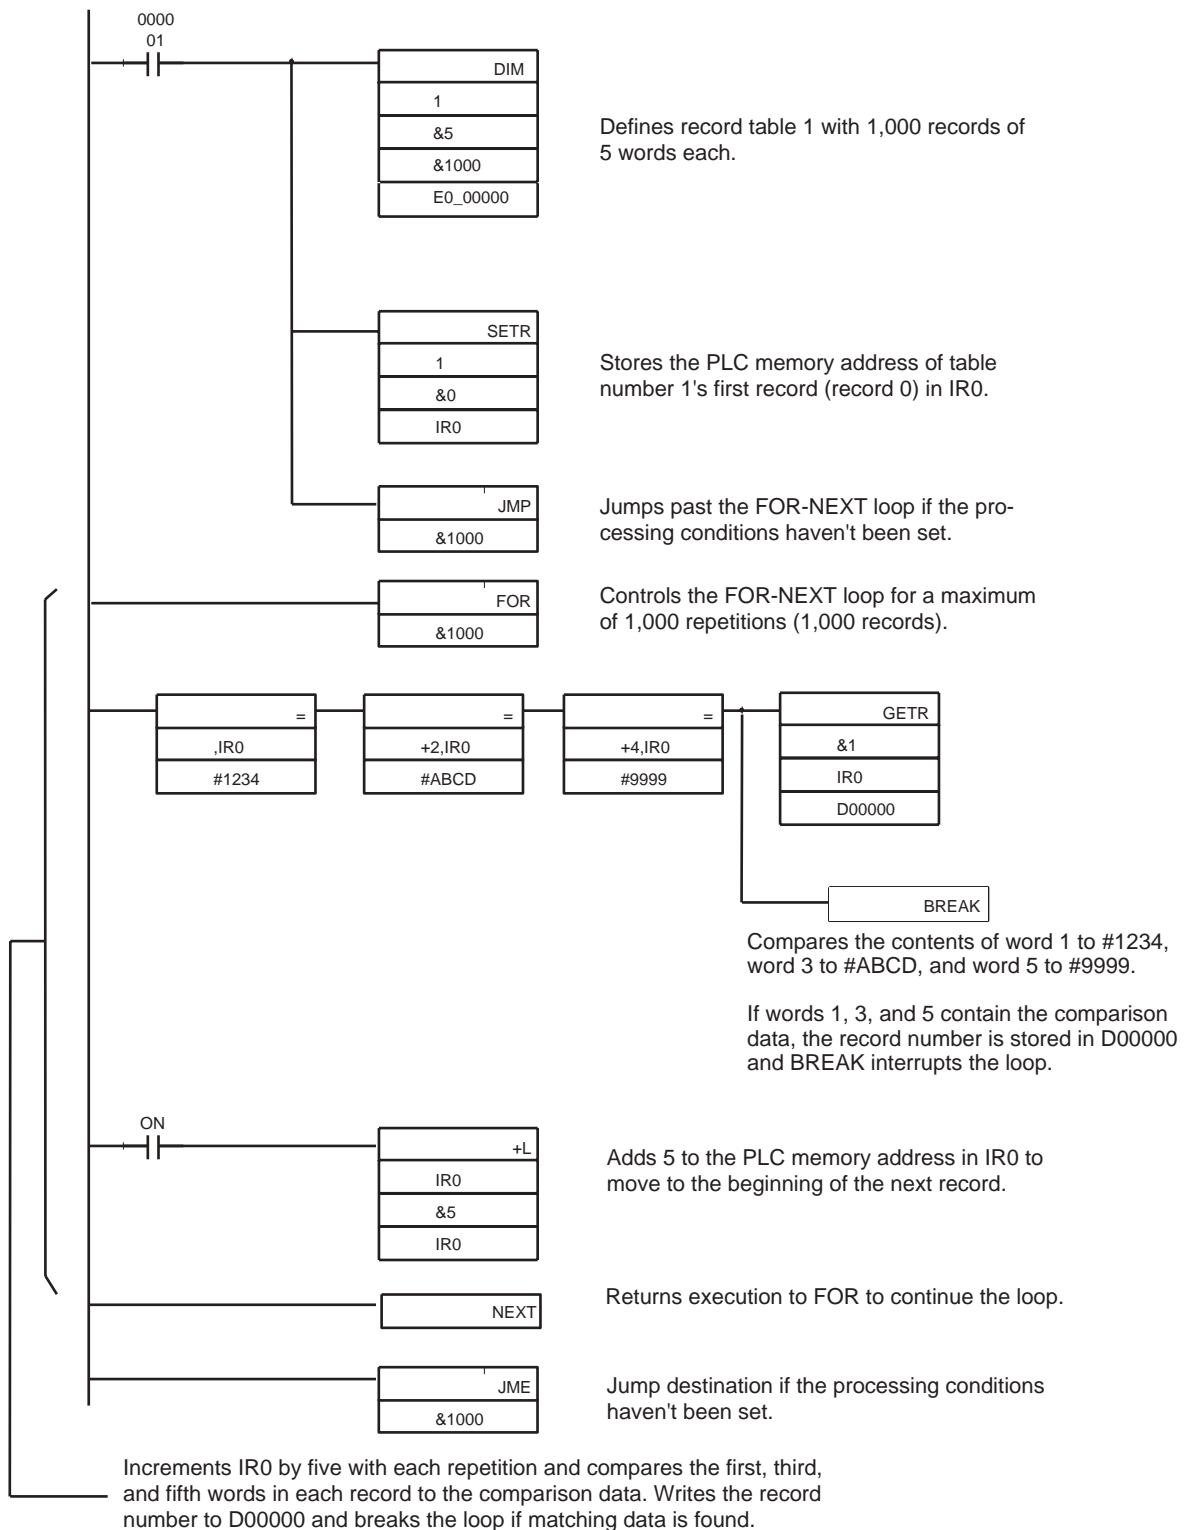 0000
01
DIM
1
&5
&1000
E0_00000
Defines record table 1 with 1,000 records of
5 words each.
SETR
1
&0
IR0
Stores the PLC memory address of table
number 1's first record (record 0) in IR0.
JMP
&1000
Jumps past the FOR-NEXT loop if the pro-
cessing conditions haven't been set.
FOR
&1000
Controls the FOR-NEXT loop for a maximum
of 1,000 repetitions (1,000 records).
=
,IR0
#1234
=
+2,IR0
#ABCD
=
+4,IR0
#9999
GETR
&1
IR0
D00000
BREAK
Compares the contents of word 1 to #1234,
word 3 to #ABCD, and word 5 to #9999.
If words 1, 3, and 5 contain the comparison
data, the record number is stored in D00000
and BREAK interrupts the loop.
ON
+L
IR0
&5
IR0
Adds 5 to the PLC memory address in IR0 to
move to the beginning of the next record.
NEXT
Returns execution to FOR to continue the loop.
JME
&1000
Jump destination if the processing conditions
haven't been set.
Increments IR0 by five with each repetition and compares the first, third,
and fifth words in each record to the comparison data. Writes the record
number to D00000 and breaks the loop if matching data is found.